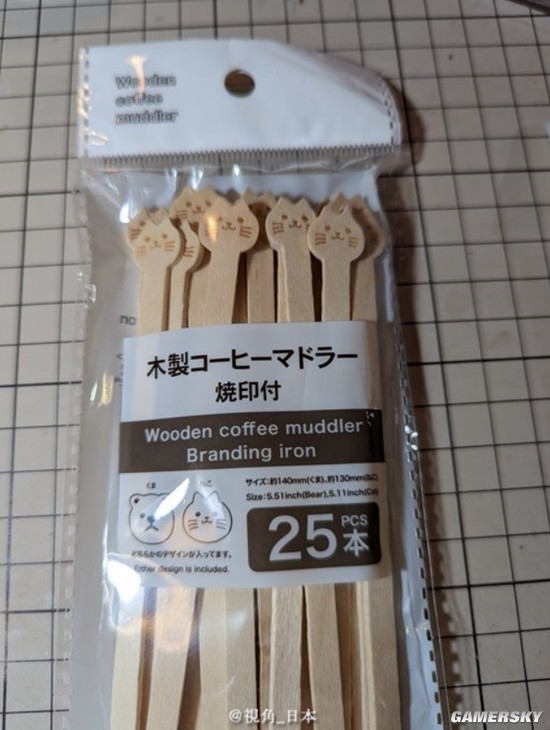 Wooden
coffee
muddler
木製コーヒーマドラー
焼印付
Wooden coffee muddler
Branding iron
くま
ねこ
サイズ:約140mm(くま)、約130mm(ねこ)
Size:5.51inch(Bear),5.11inch(Cat)
25 PCS 本
どちらかのデザインが入ってます。
Either design is included.
@視角_日本
GAMERSKY